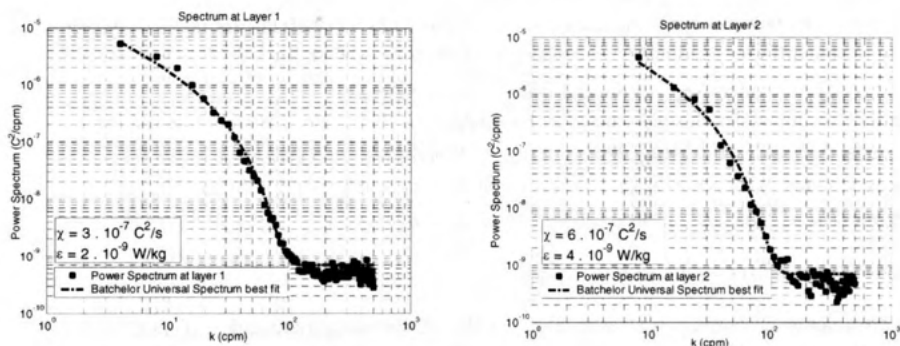 Spectrum at Layer 1
10^-5
10^-6
10^-7
10^-8
10^-9
10^-10
Power Spectrum (C^2/cpm)
χ = 3 . 10^-7 C^2/s
ε = 2 . 10^-9 W/kg
Power Spectrum at layer 1
Batchelor Universal Spectrum best fit
10^0
10^1
10^2
10^3
k (cpm)
Spectrum at Layer 2
10^-5
10^-6
10^-7
10^-8
10^-9
10^-10
Power Spectrum (C^2/cpm)
χ = 6 . 10^-7 C^2/s
ε = 4 . 10^-9 W/kg
Power Spectrum at layer 2
Batchelor Universal Spectrum best fit
10^0
10^1
10^2
10^3
k (cpm)